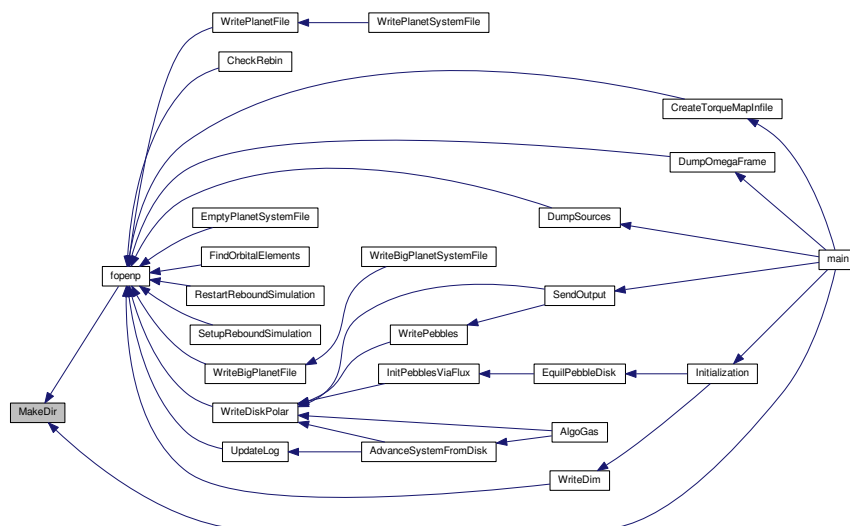 WritePlanetFile
WritePlanetSystemFile
CheckRebin
CreateTorqueMapInfile
DumpOmegaFrame
EmptyPlanetSystemFile
DumpSources
FindOrbitalElements
WriteBigPlanetSystemFile
main
fopenp
RestartReboundSimulation
SendOutput
SetupReboundSimulation
WritePebbles
WriteBigPlanetFile
InitPebblesViaFlux
EquilPebbleDisk
Initialization
MakeDir
WriteDiskPolar
AlgoGas
UpdateLog
AdvanceSystemFromDisk
WriteDim